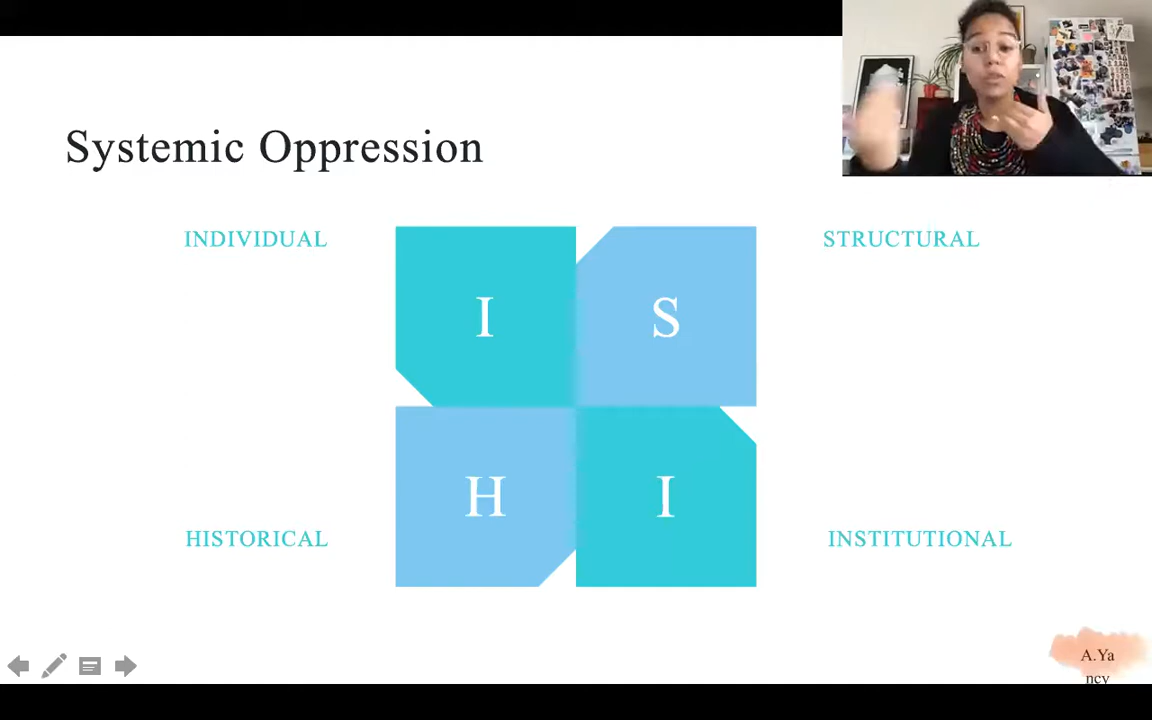 Systemic Oppression
INDIVIDUAL
STRUCTURAL
I
S
H
I
HISTORICAL
INSTITUTIONAL
A.Ya
ncy